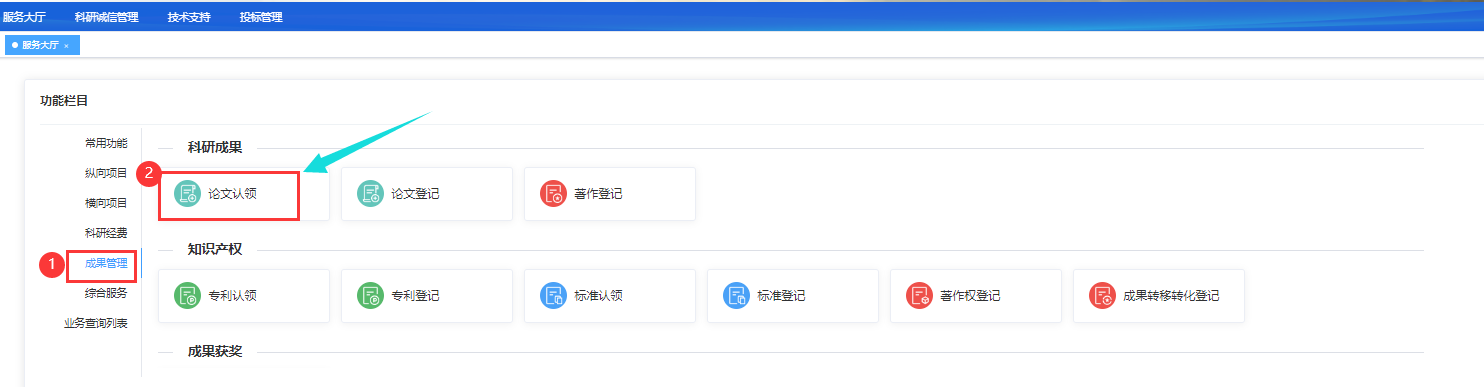 服务大厅 科研诚信管理 技术支持 投标管理
服务大厅 ×
功能栏目
常用功能
纵向项目
横向项目
科研经费
1 成果管理
综合服务
业务查询列表
科研成果
2 论文认领 论文登记 著作登记
知识产权
专利认领 专利登记 标准认领 标准登记 著作权登记 成果转移转化登记
成果获奖